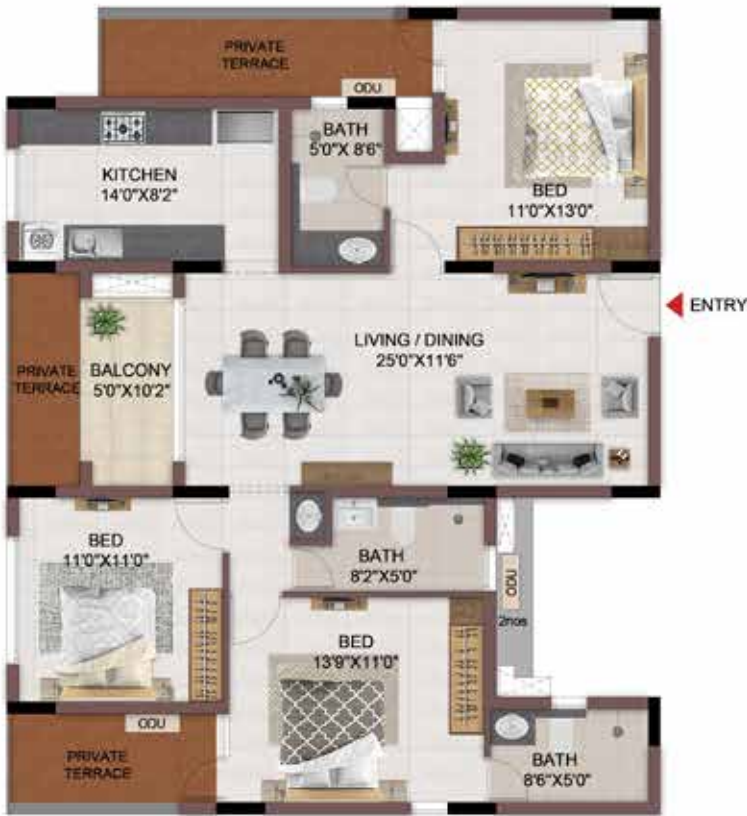 PRIVATE
TERRACE
ODU
BATH
5'0"X 8'6"
KITCHEN
14'0"X8'2"
BED
11'0"X13'0"
ENTRY
LIVING / DINING
25'0"X11'6"
PRIVATE
TERRACE
BALCONY
5'0"X10'2"
BED
11'0"X11'0"
BATH
8'2"X5'0"
ODU
2nos
BED
13'9"X11'0"
ODU
PRIVATE
TERRACE
BATH
8'6"X5'0"